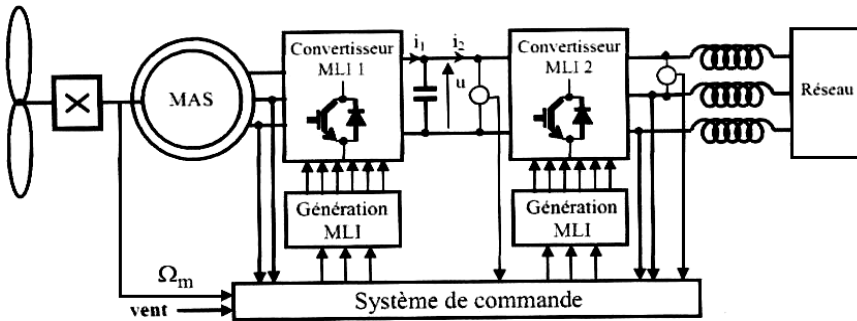 Convertisseur
MLI 1
i1
i2
Convertisseur
MLI 2
u
MAS
Réseau
Génération
MLI
Génération
MLI
Ωm
vent
Système de commande